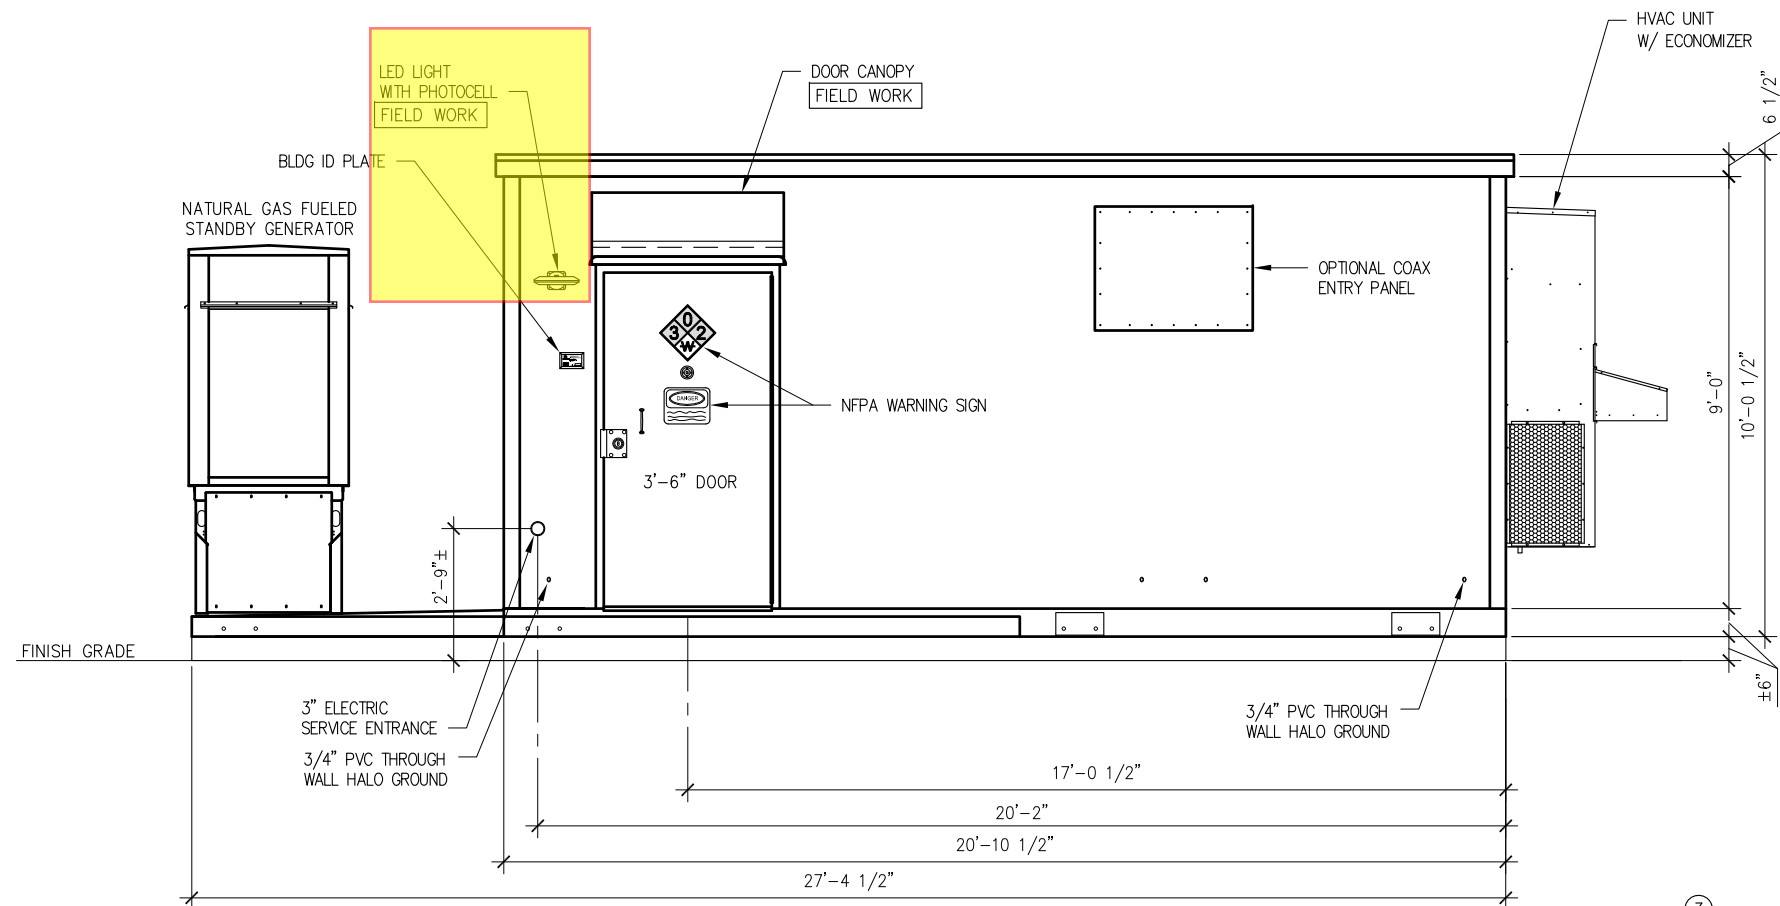 HVAC UNIT
W/ ECONOMIZER
LED LIGHT
WITH PHOTOCELL
FIELD WORK
DOOR CANOPY
FIELD WORK
6 1/2"
BLDG ID PLATE
NATURAL GAS FUELED
STANDBY GENERATOR
OPTIONAL COAX
ENTRY PANEL
0
3 2
W
DANGER
NFPA WARNING SIGN
9'-0"
10'-0 1/2"
3'-6" DOOR
2'-9"±
FINISH GRADE
±6"
3" ELECTRIC
SERVICE ENTRANCE
3/4" PVC THROUGH
WALL HALO GROUND
3/4" PVC THROUGH
WALL HALO GROUND
17'-0 1/2"
20'-2"
20'-10 1/2"
27'-4 1/2"